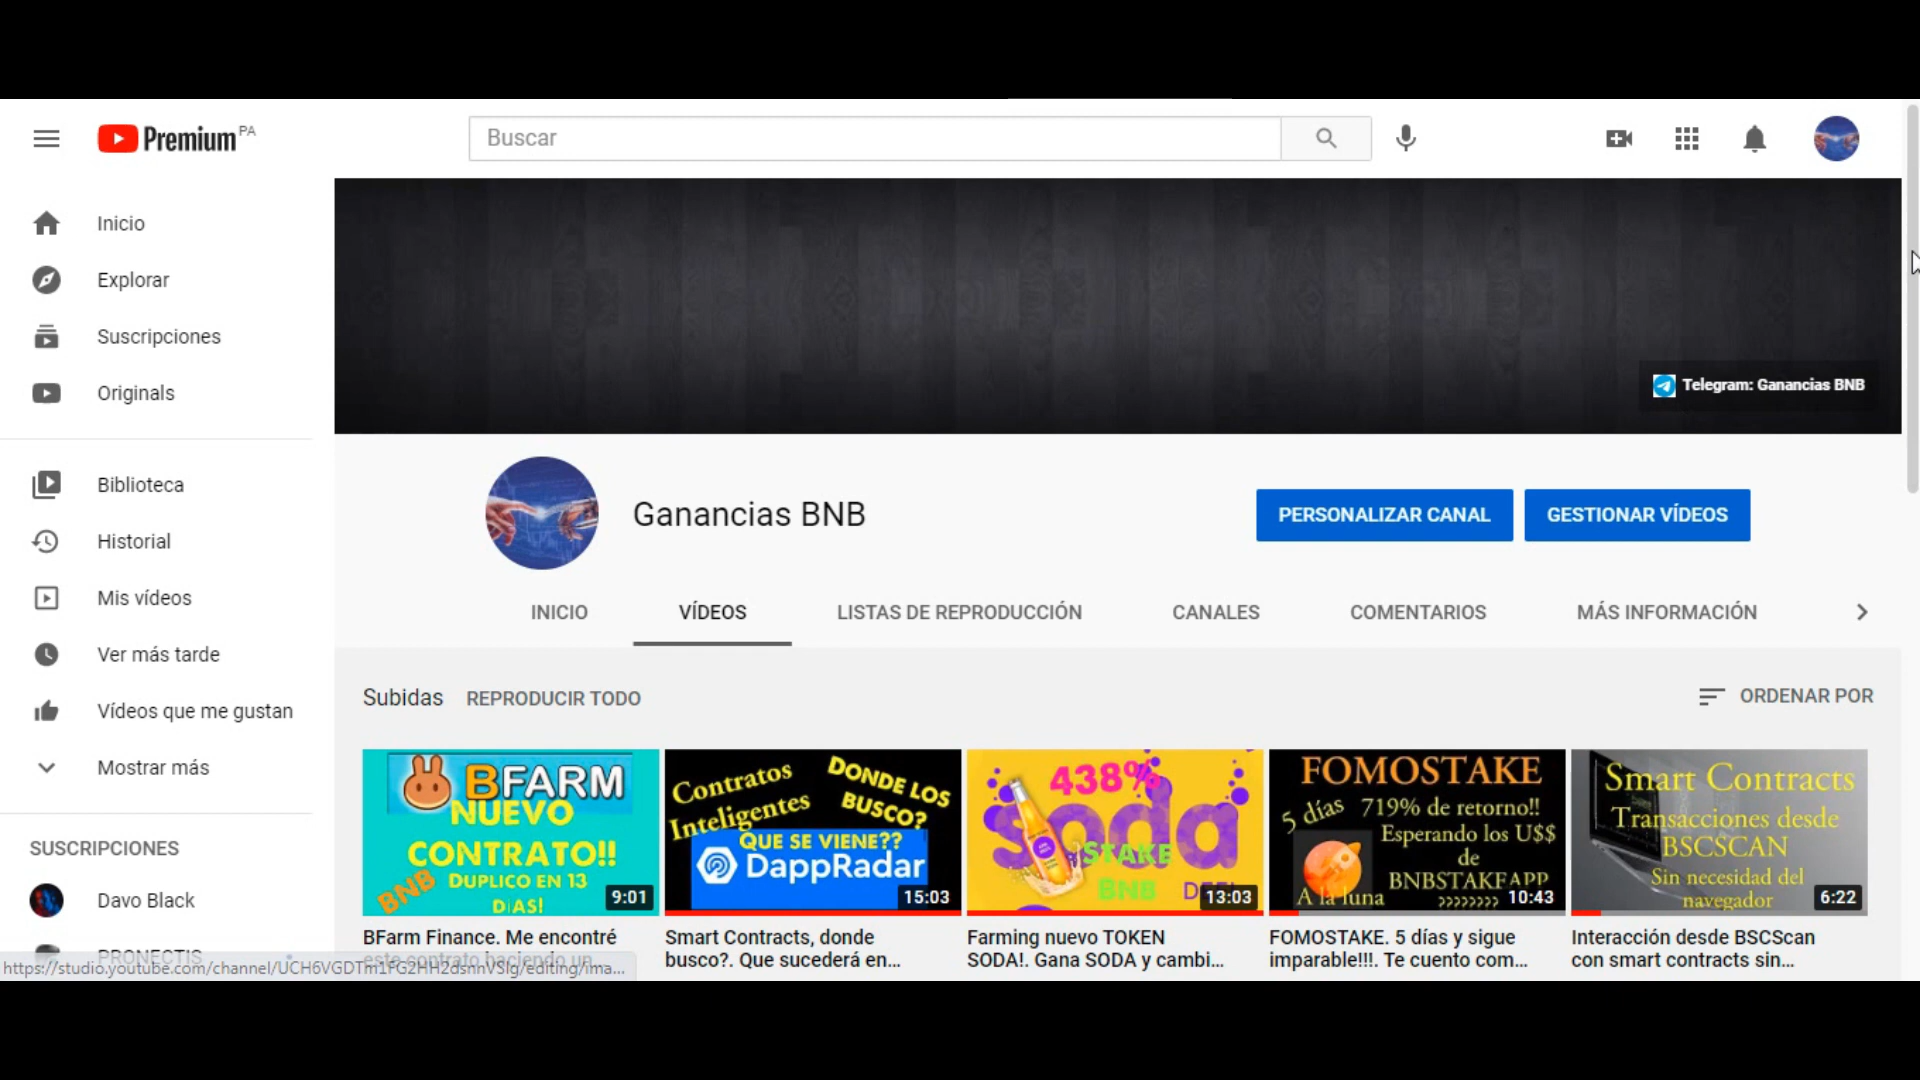 Premium PA
Buscar
Inicio
Explorar
Suscripciones
Originals
Biblioteca
Historial
Mis vídeos
Ver más tarde
Vídeos que me gustan
Mostrar más
SUSCRIPCIONES
Davo Black
PRONECTIS
https://studio.youtube.com/channel/UCH6VGDTm1FG2HH2dsnnVSlg/editing/ima...
Telegram: Ganancias BNB
Ganancias BNB
PERSONALIZAR CANAL
GESTIONAR VÍDEOS
INICIO
VÍDEOS
LISTAS DE REPRODUCCIÓN
CANALES
COMENTARIOS
MÁS INFORMACIÓN
Subidas
REPRODUCIR TODO
ORDENAR POR
BFARM
NUEVO
CONTRATO!!
DUPLICO EN 13
DIAS!
BNB
9:01
BFarm Finance. Me encontré
este contrato haciendo un
Contratos
Inteligentes
DONDE LOS
BUSCO?
QUE SE VIENE??
DappRadar
15:03
Smart Contracts, donde
busco?. Que sucederá en...
438%
soda
STAKE
BNB
13:03
Farming nuevo TOKEN
SODA!. Gana SODA y cambi...
FOMOSTAKE
5 días
719% de retorno!!
Esperando los U$$
de
BNBSTAKEAPP
????????
A la luna
10:43
FOMOSTAKE. 5 días y sigue
imparable!!!. Te cuento com...
Smart Contracts
Transacciones desde
BSCSCAN
Sin necesidad del
navegador
6:22
Interacción desde BSCScan
con smart contracts sin...